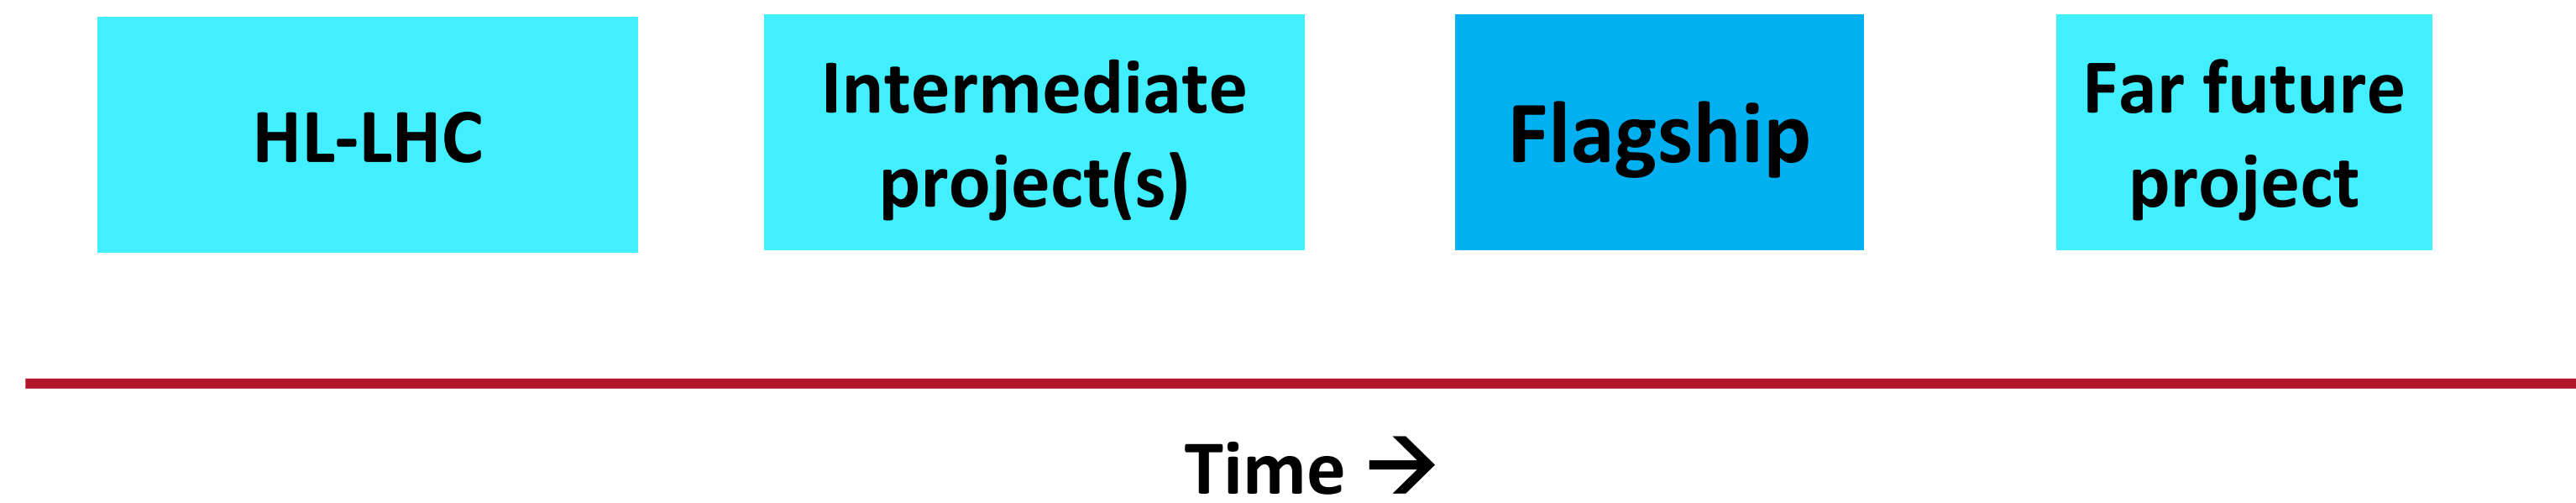 HL-LHC
Intermediate
project(s)
Flagship
Far future
project
Time →